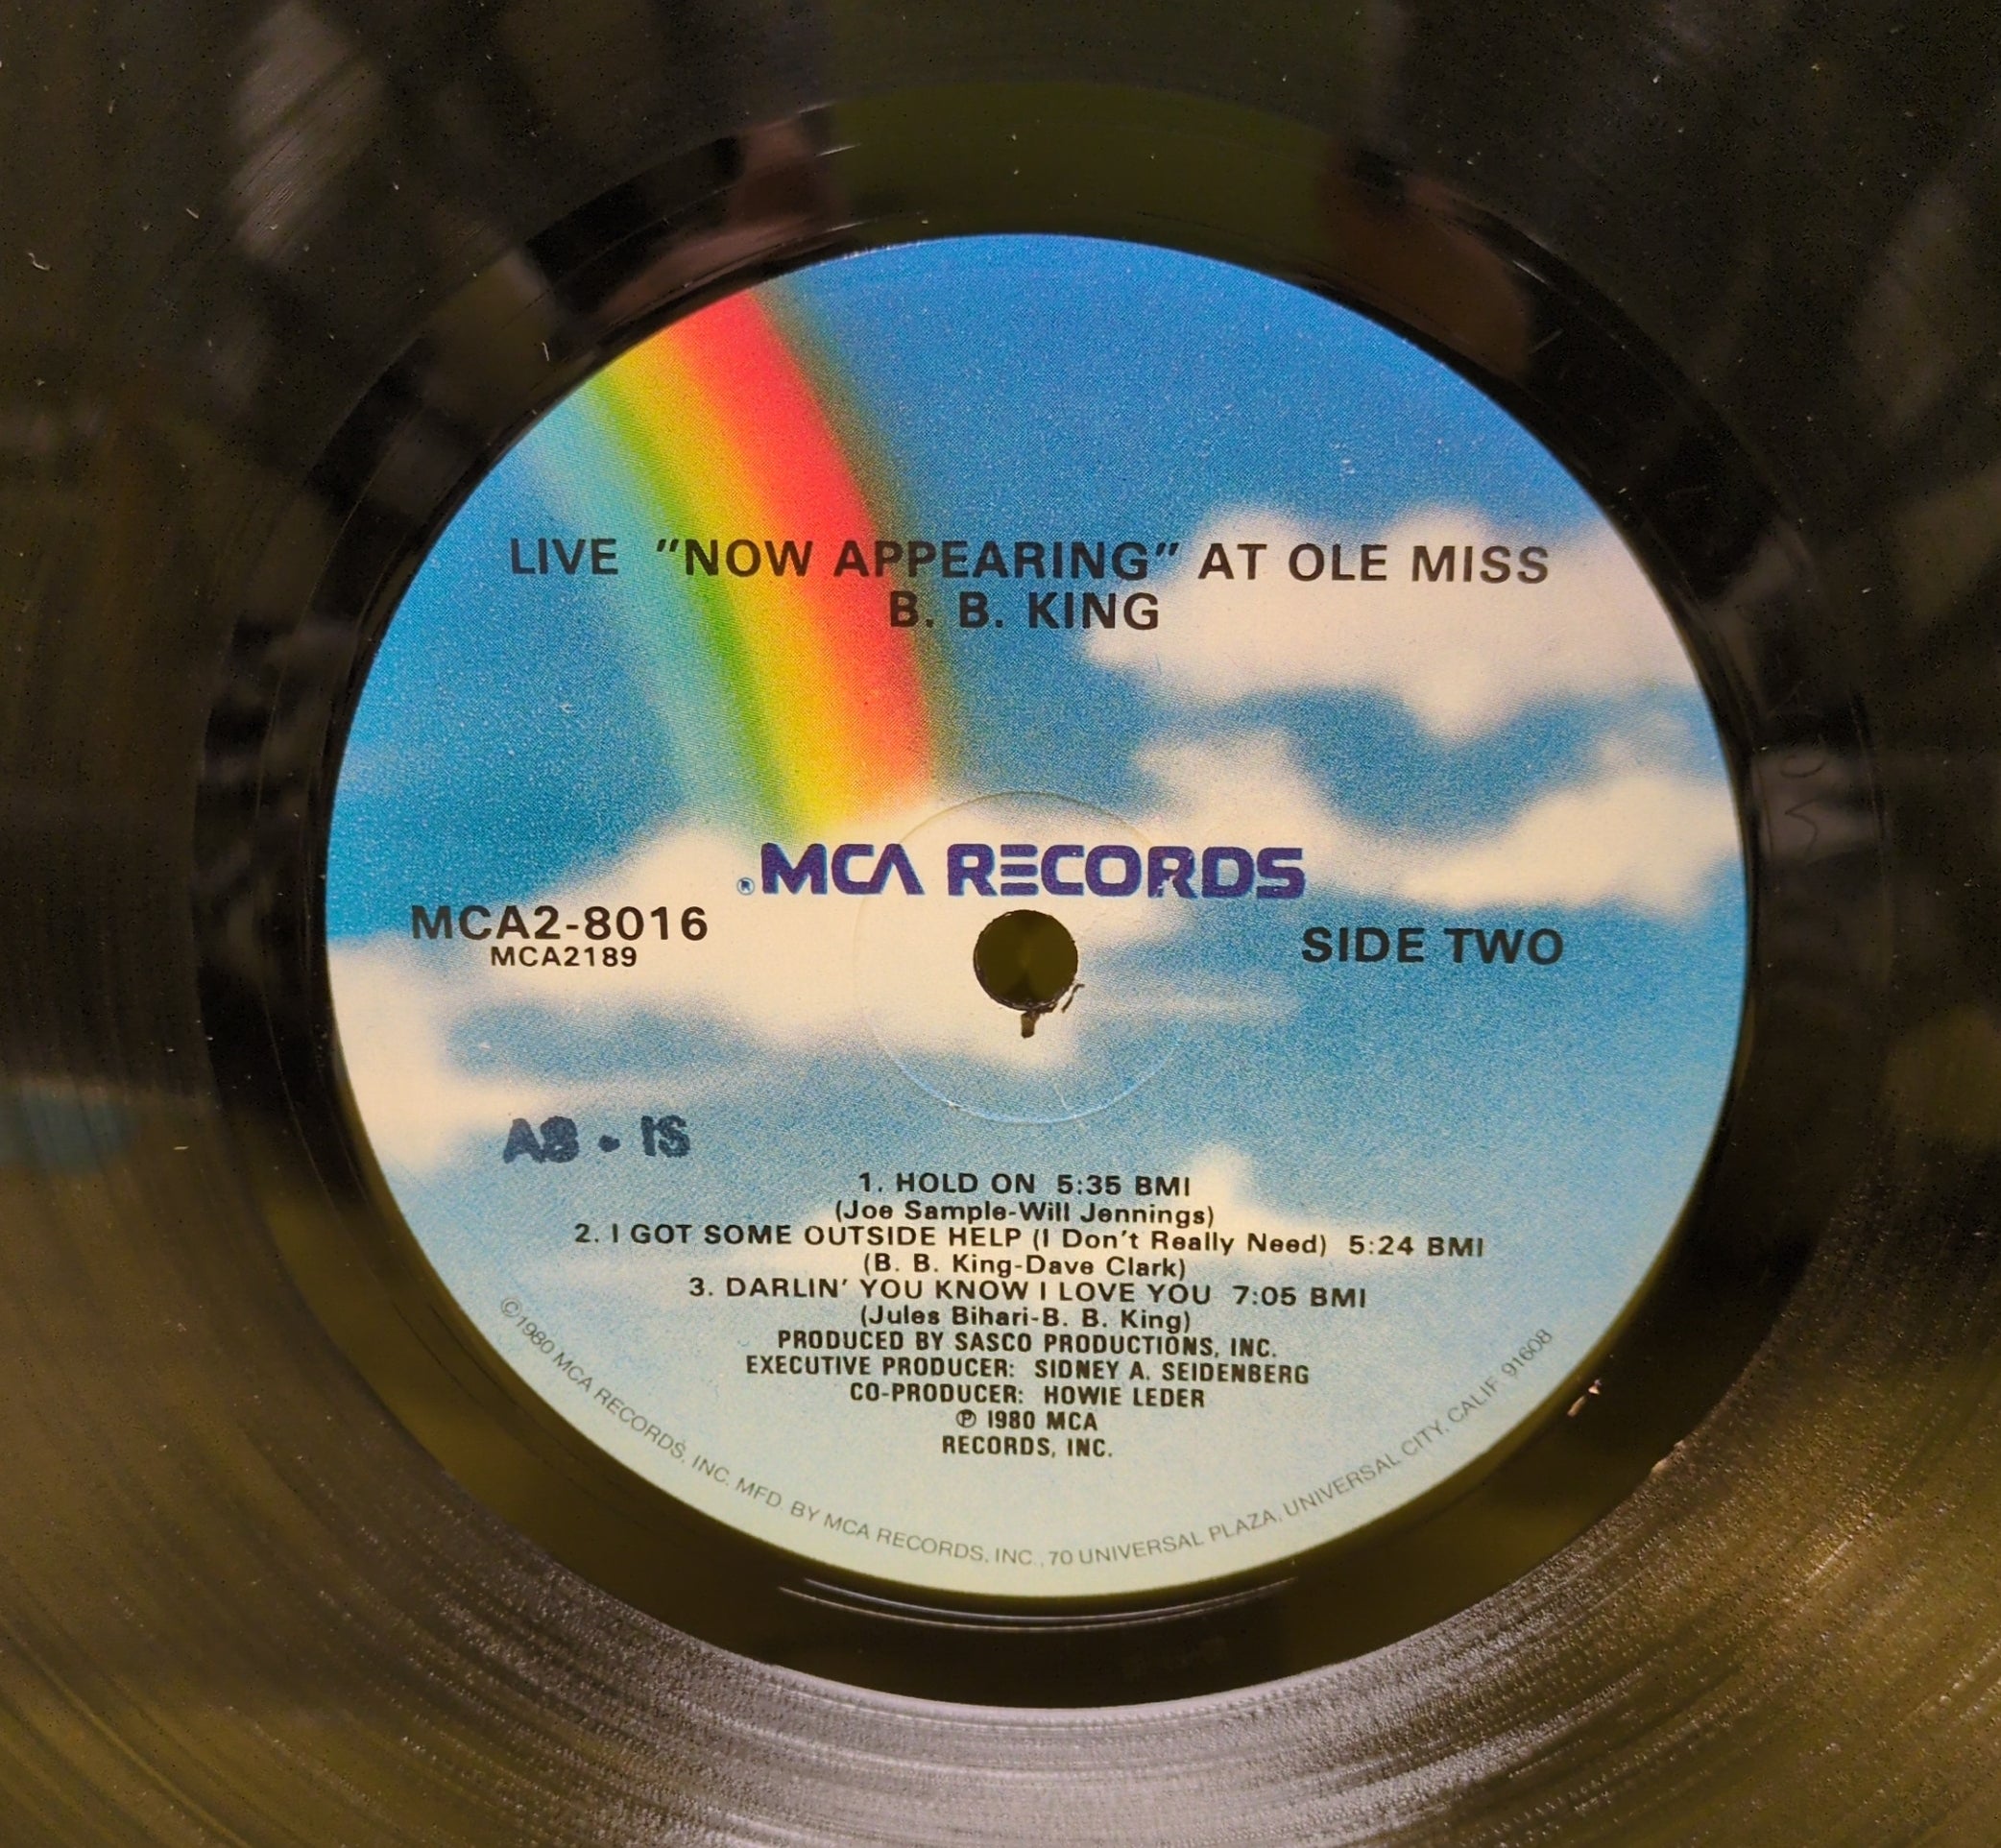 LIVE "NOW APPEARING" AT OLE MISS
B. B. KING
® MCA RECORDS
MCA2-8016
MCA2189
SIDE TWO
AS • IS
1. HOLD ON 5:35 BMI
(Joe Sample-Will Jennings)
2. I GOT SOME OUTSIDE HELP (I Don't Really Need) 5:24 BMI
(B. B. King-Dave Clark)
3. DARLIN' YOU KNOW I LOVE YOU 7:05 BMI
(Jules Bihari-B. B. King)
PRODUCED BY SASCO PRODUCTIONS, INC.
EXECUTIVE PRODUCER: SIDNEY A. SEIDENBERG
CO-PRODUCER: HOWIE LEDER
℗ 1980 MCA
RECORDS, INC.
©1980 MCA RECORDS, INC. MFD. BY MCA RECORDS, INC., 70 UNIVERSAL PLAZA, UNIVERSAL CITY, CALIF. 91608